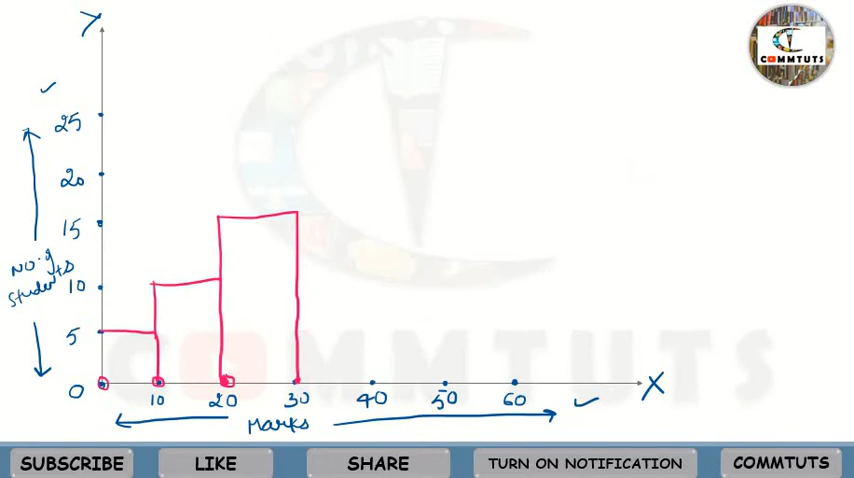 Y
COMMTUTS
25
20
15
No. of
Students
10
5
0
10 20 30 40 50 60
X
Marks
COMMTUTS
SUBSCRIBE
LIKE
SHARE
TURN ON NOTIFICATION
COMMTUTS